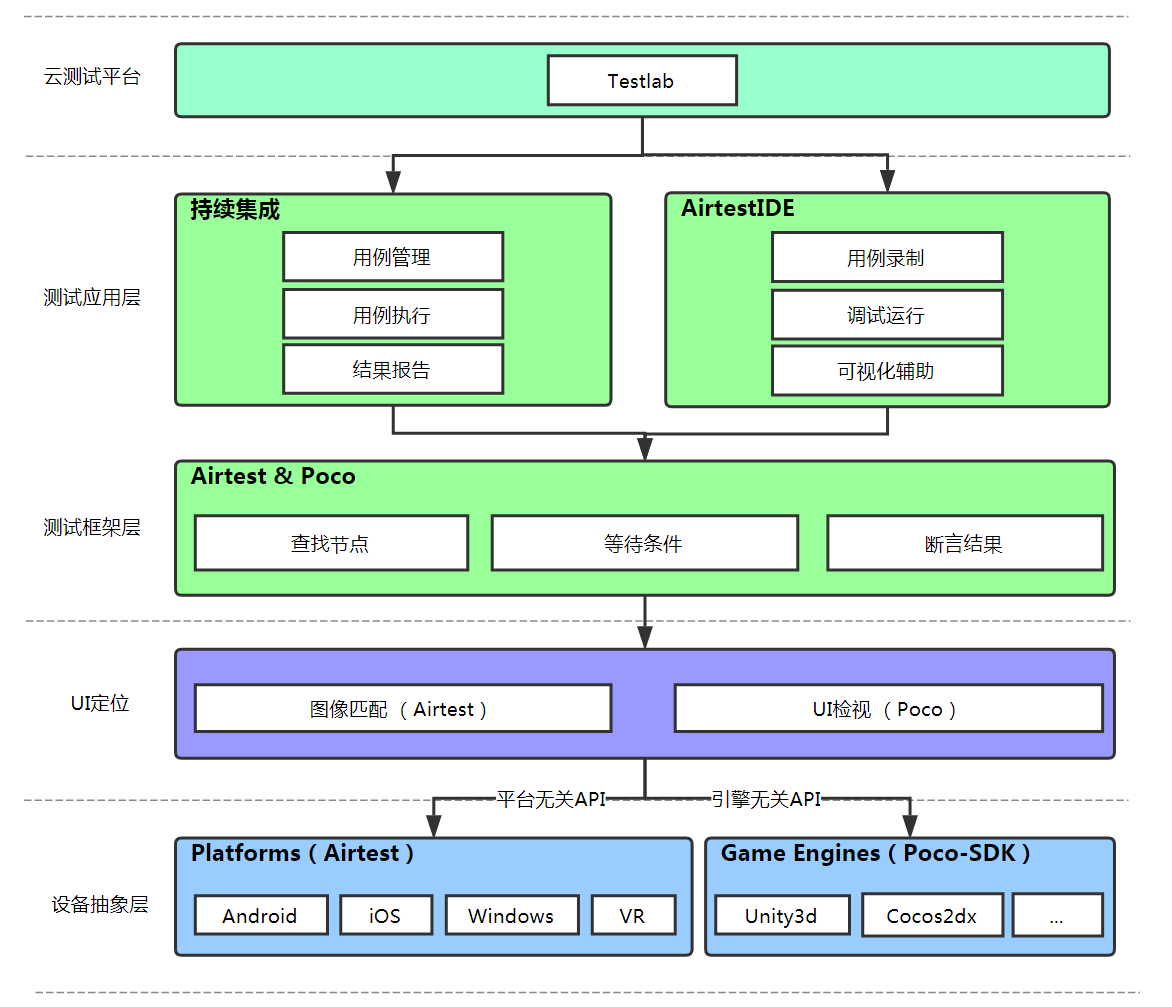 云测试平台
Testlab
测试应用层
持续集成
用例管理
用例执行
结果报告
AirtestIDE
用例录制
调试运行
可视化辅助
测试框架层
Airtest & Poco
查找节点
等待条件
断言结果
UI定位
图像匹配 （ Airtest ）
UI检视 （ Poco ）
平台无关API
引擎无关API
设备抽象层
Platforms（ Airtest ）
Android
iOS
Windows
VR
Game Engines（ Poco-SDK ）
Unity3d
Cocos2dx
...